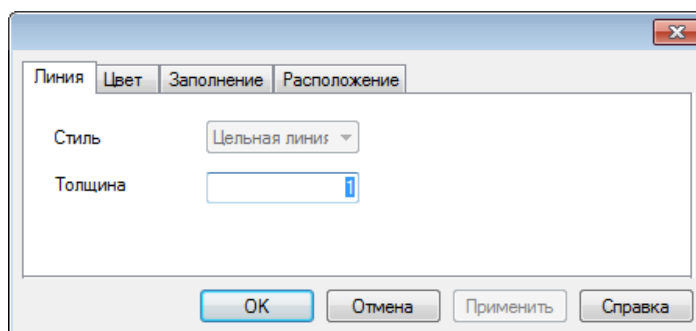 Линия Цвет Заполнение Расположение
Стиль Цельная линия
Толщина 1
OK Отмена Применить Справка